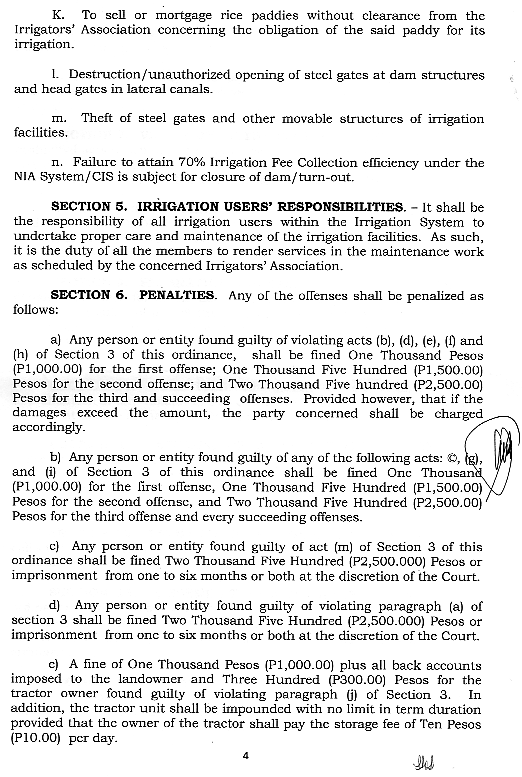 K. To sell or mortgage rice paddies without clearance from the
Irrigators' Association concerning the obligation of the said paddy for its
irrigation.
l. Destruction/unauthorized opening of steel gates at dam structures
and head gates in lateral canals.
m. Theft of steel gates and other movable structures of irrigation
facilities.
n. Failure to attain 70% Irrigation Fee Collection efficiency under the
NIA System/CIS is subject for closure of dam/turn-out.
SECTION 5. IRRIGATION USERS' RESPONSIBILITIES. – It shall be
the responsibility of all irrigation users within the Irrigation System to
undertake proper care and maintenance of the irrigation facilities. As such,
it is the duty of all the members to render services in the maintenance work
as scheduled by the concerned Irrigators' Association.
SECTION 6. PENALTIES. Any of the offenses shall be penalized as
follows:
a) Any person or entity found guilty of violating acts (b), (d), (e), (f) and
(h) of Section 3 of this ordinance, shall be fined One Thousand Pesos
(P1,000.00) for the first offense; One Thousand Five Hundred (P1,500.00)
Pesos for the second offense; and Two Thousand Five hundred (P2,500.00)
Pesos for the third and succeeding offenses. Provided however, that if the
damages exceed the amount, the party concerned shall be charged
accordingly.
b) Any person or entity found guilty of any of the following acts: ©, (g),
and (i) of Section 3 of this ordinance shall be fined One Thousand
(P1,000.00) for the first offense, One Thousand Five Hundred (P1,500.00)
Pesos for the second offense, and Two Thousand Five Hundred (P2,500.00)
Pesos for the third offense and every succeeding offenses.
c) Any person or entity found guilty of act (m) of Section 3 of this
ordinance shall be fined Two Thousand Five Hundred (P2,500.000) Pesos or
imprisonment from one to six months or both at the discretion of the Court.
d) Any person or entity found guilty of violating paragraph (a) of
section 3 shall be fined Two Thousand Five Hundred (P2,500.000) Pesos or
imprisonment from one to six months or both at the discretion of the Court.
e) A fine of One Thousand Pesos (P1,000.00) plus all back accounts
imposed to the landowner and Three Hundred (P300.00) Pesos for the
tractor owner found guilty of violating paragraph (j) of Section 3. In
addition, the tractor unit shall be impounded with no limit in term duration
provided that the owner of the tractor shall pay the storage fee of Ten Pesos
(P10.00) per day.
4